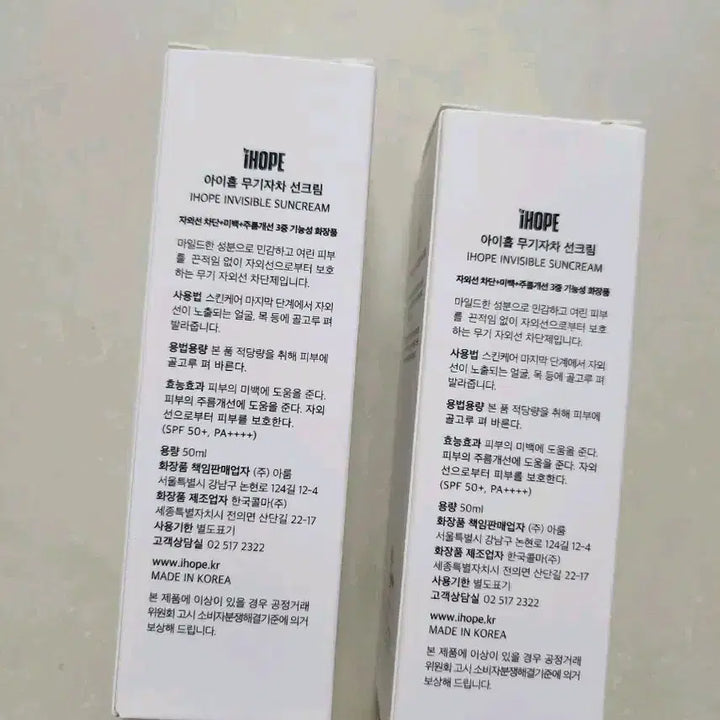 iHOPE
아이홉 무기자차 선크림
IHOPE INVISIBLE SUNCREAM
자외선 차단+미백+주름개선 3중 기능성 화장품
마일드한 성분으로 민감하고 여린 피부
를 끈적임 없이 자외선으로부터 보호
하는 무기 자외선 차단제입니다.
사용법 스킨케어 마지막 단계에서 자외
선이 노출되는 얼굴, 목 등에 골고루 펴
발라줍니다.
용법용량 본 품 적당량을 취해 피부에
골고루 펴 바른다.
효능효과 피부의 미백에 도움을 준다.
피부의 주름개선에 도움을 준다. 자외
선으로부터 피부를 보호한다.
(SPF 50+, PA++++)
용량 50ml
화장품 책임판매업자 (주) 아룸
서울특별시 강남구 논현로 124길 12-4
화장품 제조업자 한국콜마(주)
세종특별자치시 전의면 산단길 22-17
사용기한 별도표기
고객상담실 02 517 2322
www.ihope.kr
MADE IN KOREA
본 제품에 이상이 있을 경우 공정거래
위원회 고시 소비자분쟁해결기준에 의거
보상해 드립니다.
iHOPE
아이홉 무기자차 선크림
IHOPE INVISIBLE SUNCREAM
자외선 차단+미백+주름개선 3중 기능성 화장품
마일드한 성분으로 민감하고 여린 피부
를 끈적임 없이 자외선으로부터 보호
하는 무기 자외선 차단제입니다.
사용법 스킨케어 마지막 단계에서 자외
선이 노출되는 얼굴, 목 등에 골고루 펴
발라줍니다.
용법용량 본 품 적당량을 취해 피부에
골고루 펴 바른다.
효능효과 피부의 미백에 도움을 준다.
피부의 주름개선에 도움을 준다. 자외
선으로부터 피부를 보호한다.
(SPF 50+, PA++++)
용량 50ml
화장품 책임판매업자 (주) 아룸
서울특별시 강남구 논현로 124길 12-4
화장품 제조업자 한국콜마(주)
세종특별자치시 전의면 산단길 22-17
사용기한 별도표기
고객상담실 02 517 2322
www.ihope.kr
MADE IN KOREA
본 제품에 이상이 있을 경우 공정거래
위원회 고시 소비자분쟁해결기준에 의거
보상해 드립니다.